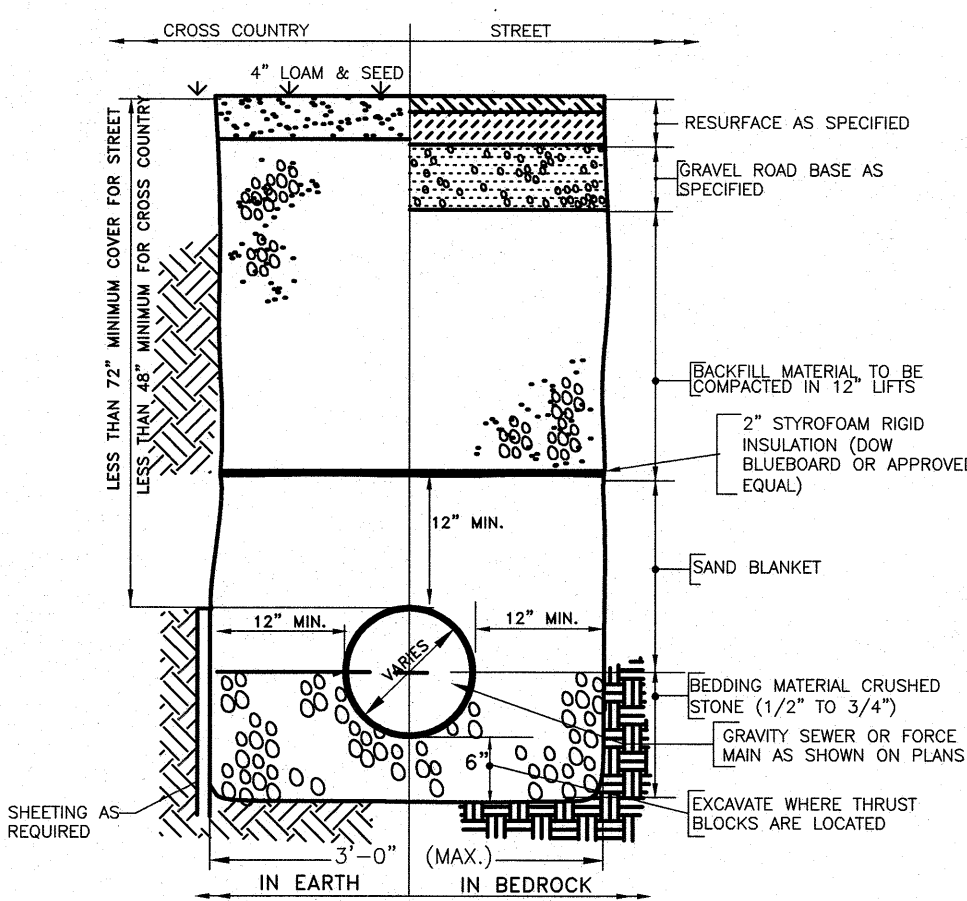 CROSS COUNTRY
STREET
4" LOAM & SEED
RESURFACE AS SPECIFIED
GRAVEL ROAD BASE AS
SPECIFIED
LESS THAN 72" MINIMUM COVER FOR STREET
LESS THAN 48" MINIMUM FOR CROSS COUNTRY
BACKFILL MATERIAL TO BE
COMPACTED IN 12" LIFTS
2" STYROFOAM RIGID
INSULATION (DOW
BLUEBOARD OR APPROVED
EQUAL)
12" MIN.
SAND BLANKET
12" MIN.
12" MIN.
VARIES
BEDDING MATERIAL CRUSHED
STONE (1/2" TO 3/4")
GRAVITY SEWER OR FORCE
MAIN AS SHOWN ON PLANS
6"
SHEETING AS
REQUIRED
EXCAVATE WHERE THRUST
BLOCKS ARE LOCATED
3'-0" (MAX.)
IN EARTH
IN BEDROCK